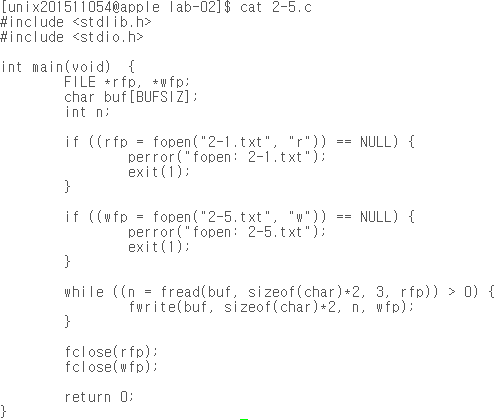 [unix201511054@apple lab-02]$ cat 2-5.c
#include <stdlib.h>
#include <stdio.h>
int main(void)  {
        FILE *rfp, *wfp;
        char buf[BUFSIZ];
        int n;
        if ((rfp = fopen("2-1.txt", "r")) == NULL) {
                perror("fopen: 2-1.txt");
                exit(1);
        }
        if ((wfp = fopen("2-5.txt", "w")) == NULL) {
                perror("fopen: 2-5.txt");
                exit(1);
        }
        while ((n = fread(buf, sizeof(char)*2, 3, rfp)) > 0) {
                fwrite(buf, sizeof(char)*2, n, wfp);
        }
        fclose(rfp);
        fclose(wfp);
        return 0;
}